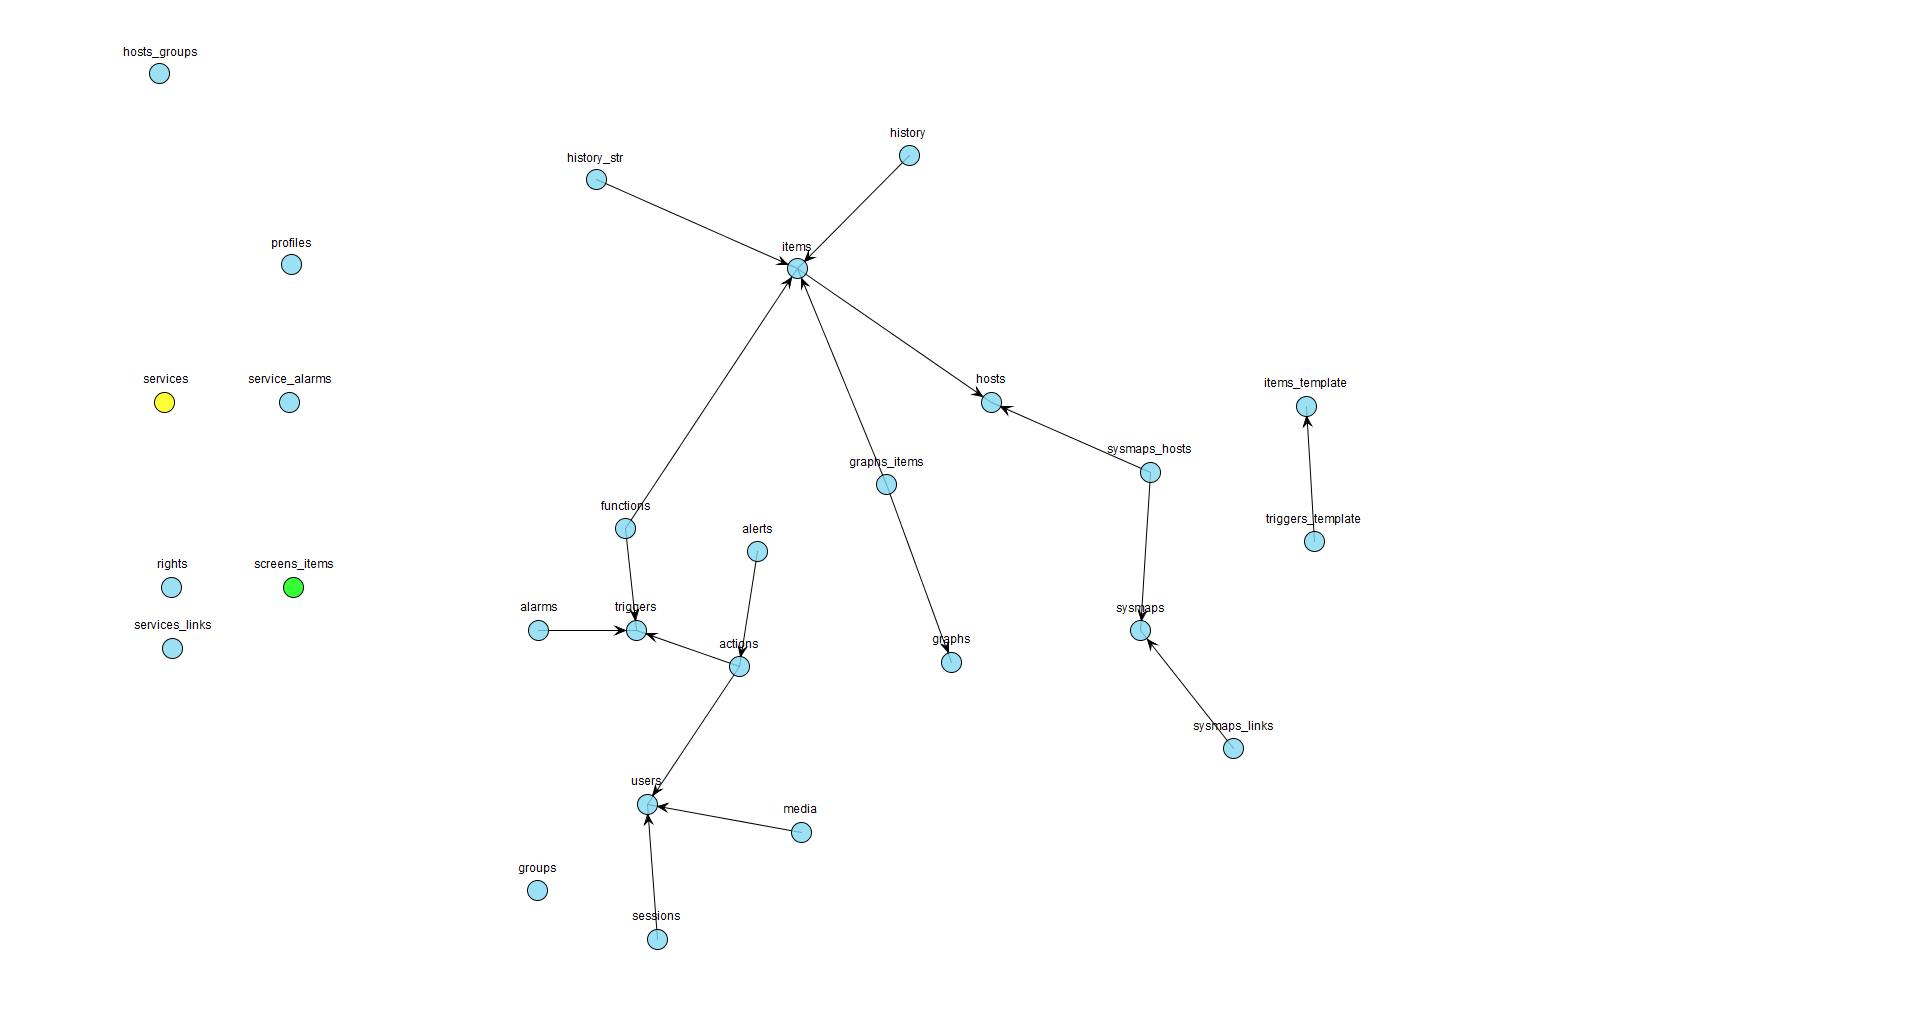 hosts_groups
history
history_str
profiles
items
services
service_alarms
hosts
items_template
sysmaps_hosts
graphs_items
functions
triggers_template
alerts
rights
screens_items
alarms
triggers
sysmaps
services_links
graphs
actions
sysmaps_links
users
media
groups
sessions